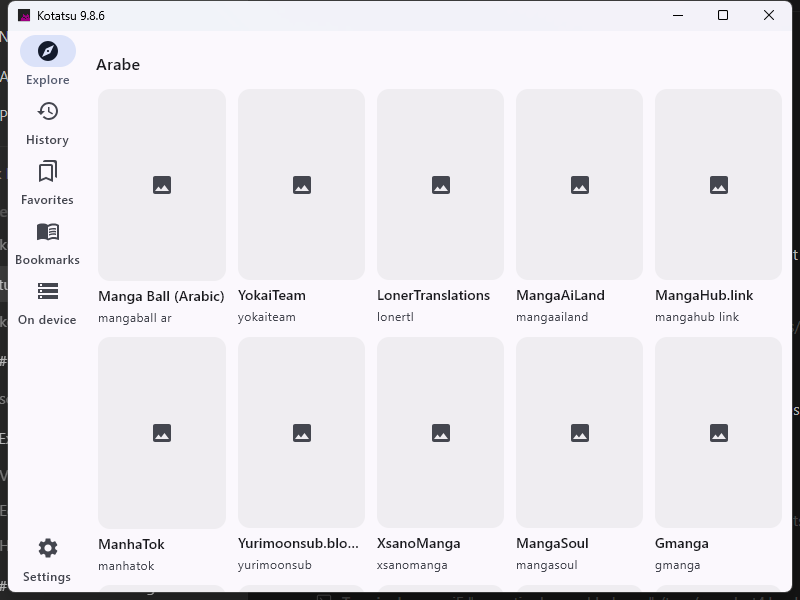 Kotatsu 9.8.6
Explore
History
Favorites
Bookmarks
On device
Settings
Arabe
Manga Ball (Arabic)
mangaball ar
YokaiTeam
yokaiteam
LonerTranslations
lonertl
MangaAiLand
mangaailand
MangaHub.link
mangahub link
ManhaTok
manhatok
Yurimoonsub.blo...
yurimoonsub
XsanoManga
xsanomanga
MangaSoul
mangasoul
Gmanga
gmanga